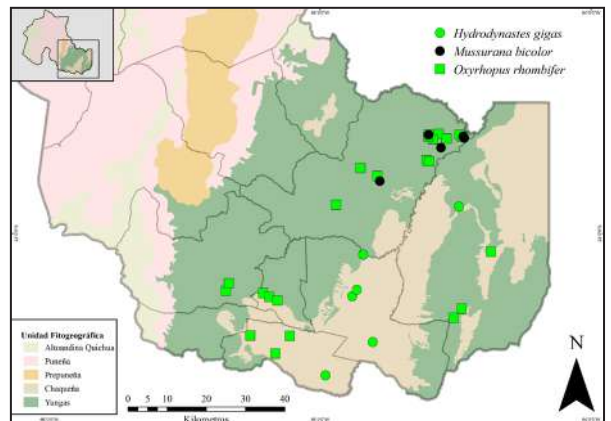 Hydrodynastes gigas
Mussurana bicolor
Oxyrhopus rhombifer
Unidad Fitogeográfica
Altoandina Quichua
Puneña
Prepuneña
Chaqueña
Yungas
0 5 10 20 30 40
Kilometros
N